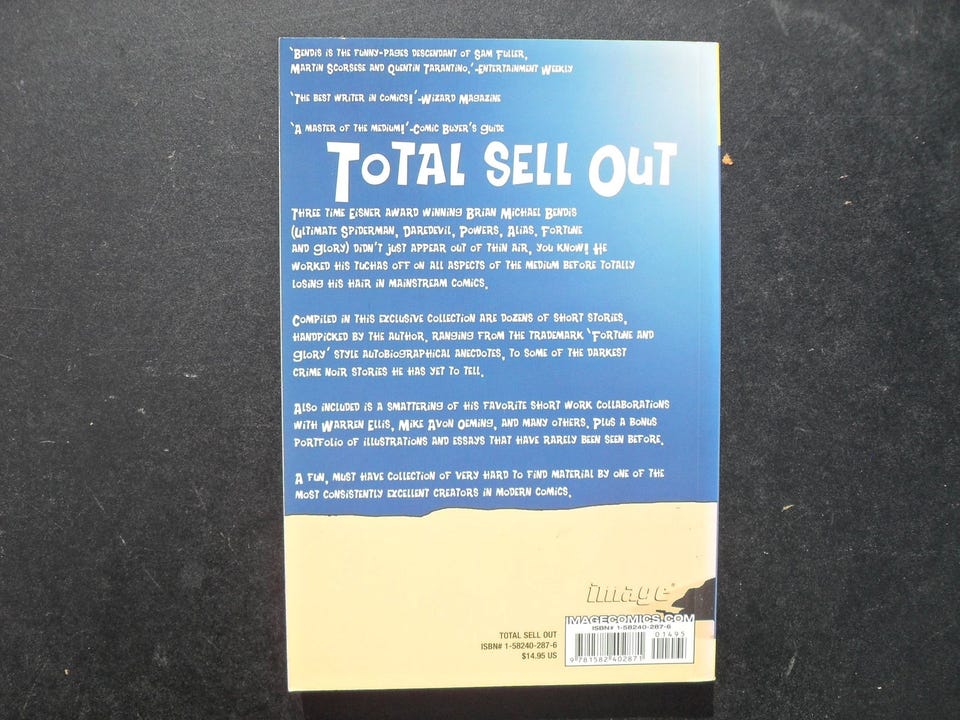 'Bendis is the funny-pages descendant of Sam Fuller,
Martin Scorsese and Quentin Tarantino.'-Entertainment Weekly
'The best writer in comics!'-Wizard Magazine
'A master of the medium!'-Comic Buyer's Guide
Total Sell Out
Three time Eisner award winning Brian Michael Bendis
(Ultimate Spiderman, Daredevil, Powers, Alias, Fortune
and Glory) didn't just appear out of thin air, you know! He
worked his tuchas off on all aspects of the medium before totally
losing his hair in mainstream comics.
Compiled in this exclusive collection are dozens of short stories,
handpicked by the author, ranging from the trademark 'Fortune and
Glory' style autobiographical anecdotes, to some of the darkest
crime noir stories he has yet to tell.
Also included is a smattering of his favorite short work collaborations
with Warren Ellis, Mike Avon Oeming, and many others. Plus a bonus
portfolio of illustrations and essays that have rarely been seen before.
A fun, must have collection of very hard to find material by one of the
most consistently excellent creators in modern comics.
image®
IMAGECOMICS.COM
ISBN# 1-58240-287-6
01495
9 781582 402871
TOTAL SELL OUT
ISBN# 1-58240-287-6
$14.95 US